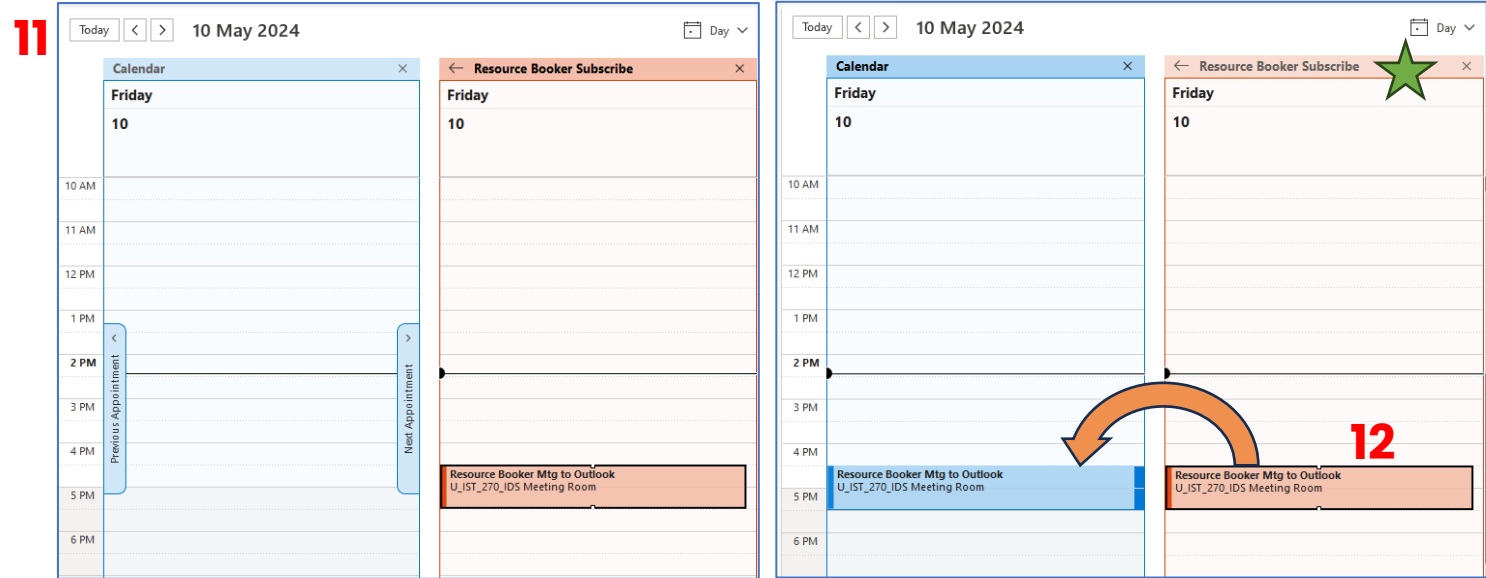 11
Today < > 10 May 2024 Day
Calendar × ← Resource Booker Subscribe ×
Friday Friday
10 10
10 AM
11 AM
12 PM
1 PM
2 PM
3 PM
4 PM
5 PM
6 PM
Previous Appointment
Next Appointment
Resource Booker Mtg to Outlook
U_IST_270_IDS Meeting Room
Today < > 10 May 2024 Day
Calendar × ← Resource Booker Subscribe ×
Friday Friday
10 10
10 AM
11 AM
12 PM
1 PM
2 PM
3 PM
4 PM
5 PM
6 PM
12
Resource Booker Mtg to Outlook
U_IST_270_IDS Meeting Room
Resource Booker Mtg to Outlook
U_IST_270_IDS Meeting Room